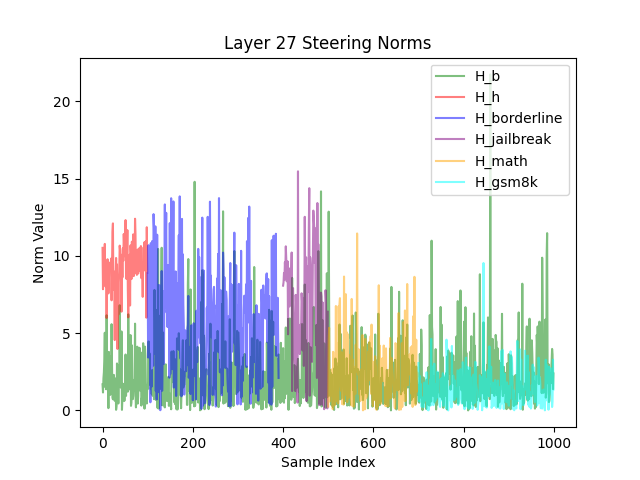 Layer 27 Steering Norms
Norm Value
20
15
10
5
0
H_b
H_h
H_borderline
H_jailbreak
H_math
H_gsm8k
0
200
400
600
800
1000
Sample Index